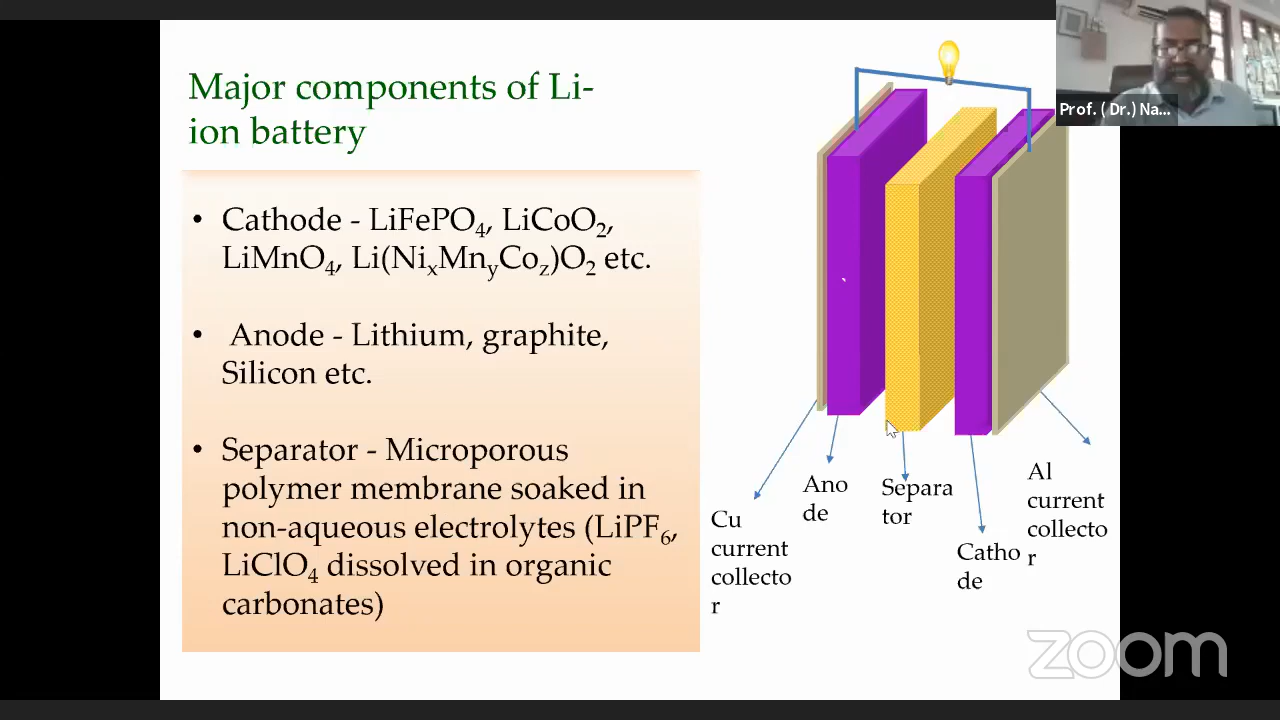 Major components of Li-
ion battery
• Cathode - LiFePO₄, LiCoO₂,
LiMnO₄, Li(NiₓMnᵧCo𝓏)O₂ etc.
• Anode - Lithium, graphite,
Silicon etc.
• Separator - Microporous
polymer membrane soaked in
non-aqueous electrolytes (LiPF₆,
LiClO₄ dissolved in organic
carbonates)
Cu
current
collecto
r
Ano
de
Separa
tor
Catho
de
Al
current
collecto
r
Prof. ( Dr.) Na...
zoom